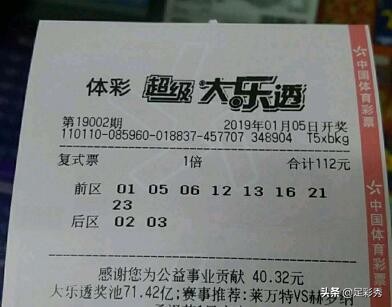 体彩 超级大乐透
第19002期 2019年01月05日开奖
110110-085960-018837-457707 348904 T5xbkg
复式票 1倍 合计112元
前区 01 05 06 12 13 16 21
23
后区 02 03
感谢您为公益事业贡献 40.32元
大乐透奖池71.42亿;赛事推荐:莱万特VS赫罗纳
中国体育彩票
中国体育彩票
头条 @足彩秀